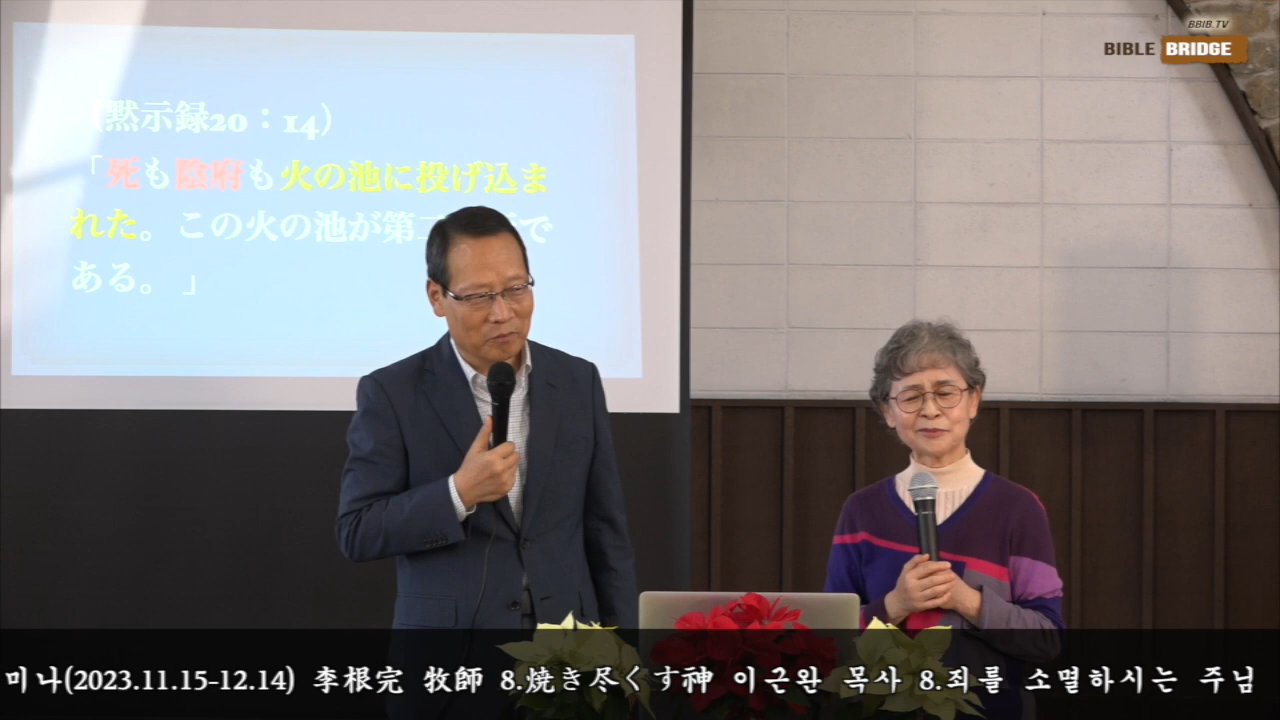 BBIB.TV
BIBLE BRIDGE
（黙示録20：14）
「死も陰府も火の池に投げ込ま
れた。この火の池が第二 で
ある。」
미나(2023.11.15-12.14) 李根完 牧師 8.焼き尽くす神 이근완 목사 8.죄를 소멸하시는 주님